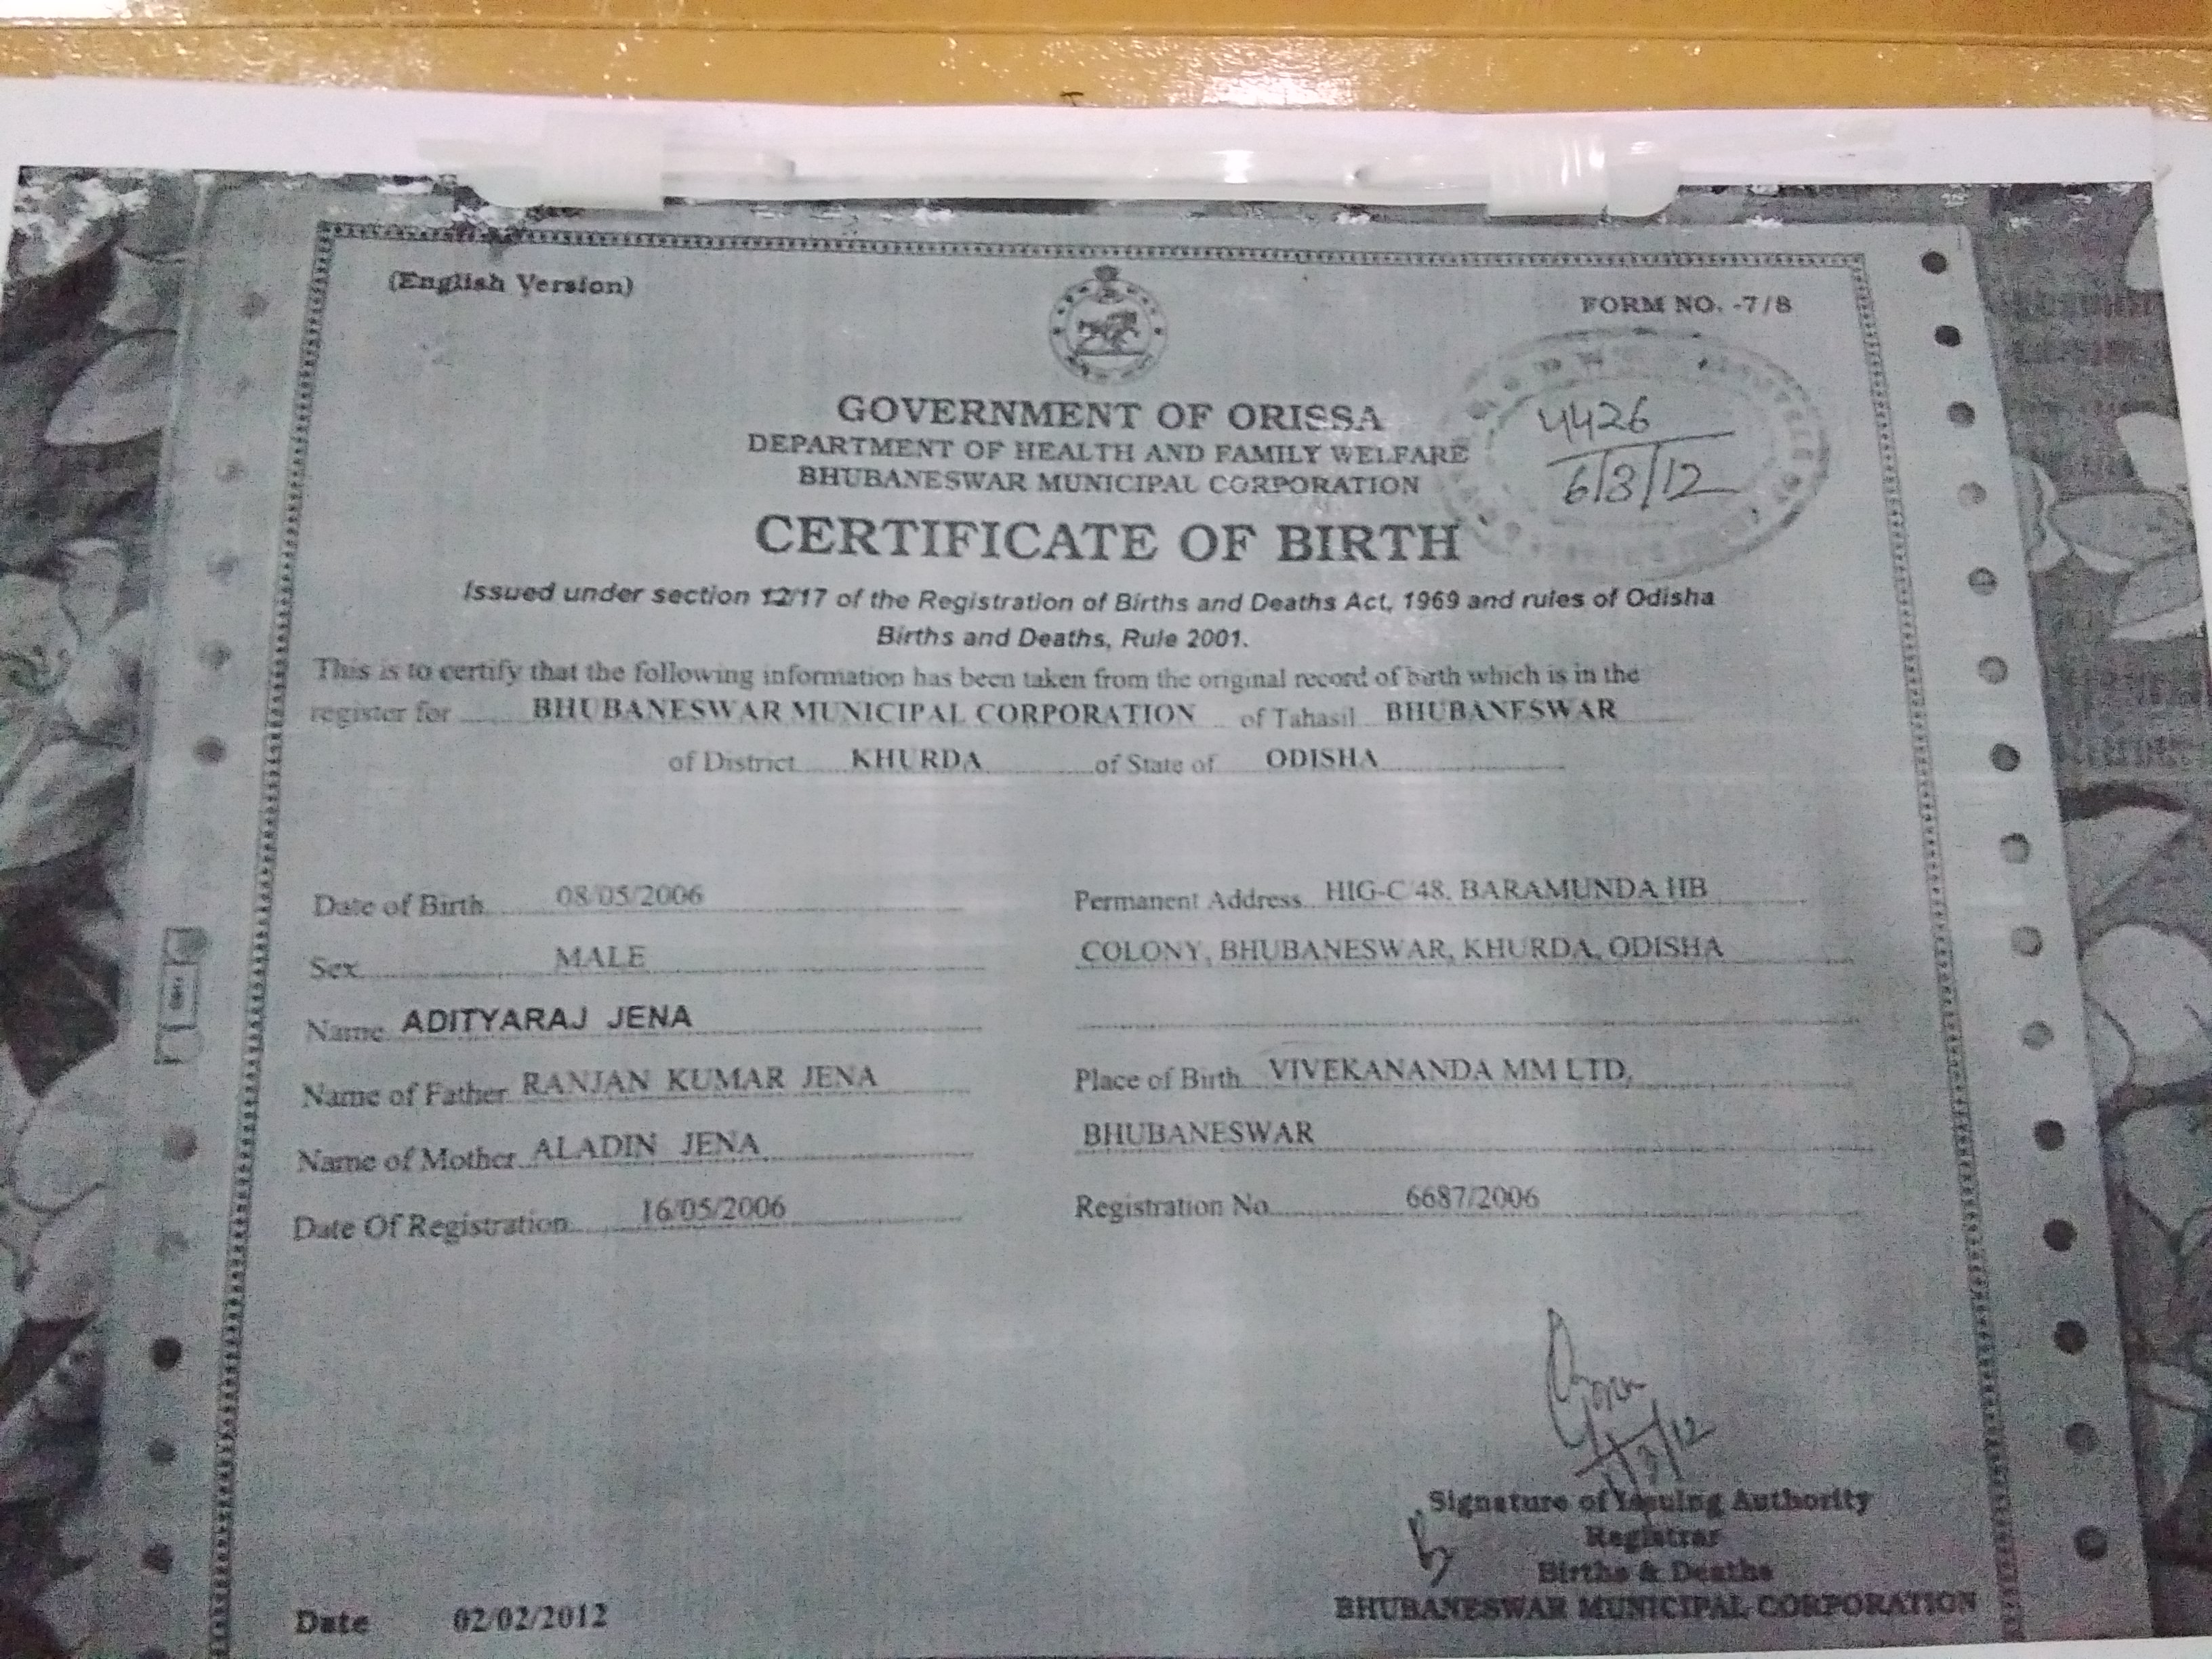 (English Version)
FORM NO. -7/8
4426
6/3/12
GOVERNMENT OF ORISSA
DEPARTMENT OF HEALTH AND FAMILY WELFARE
BHUBANESWAR MUNICIPAL CORPORATION
CERTIFICATE OF BIRTH
Issued under section 12/17 of the Registration of Births and Deaths Act, 1969 and rules of Odisha
Births and Deaths, Rule 2001.
This is to certify that the following information has been taken from the original record of birth which is in the
register for BHUBANESWAR MUNICIPAL CORPORATION of Tahasil BHUBANESWAR
of District KHURDA of State of ODISHA
Date of Birth 08/05/2006
Sex MALE
Name ADITYARAJ JENA
Name of Father RANJAN KUMAR JENA
Name of Mother ALADIN JENA
Date Of Registration 16/05/2006
Permanent Address HIG-C/48, BARAMUNDA HB
COLONY, BHUBANESWAR, KHURDA, ODISHA
Place of Birth VIVEKANANDA MM LTD,
BHUBANESWAR
Registration No 6687/2006
Signature of Issuing Authority
Registrar
Births & Deaths
BHUBANESWAR MUNICIPAL CORPORATION
Date 02/02/2012